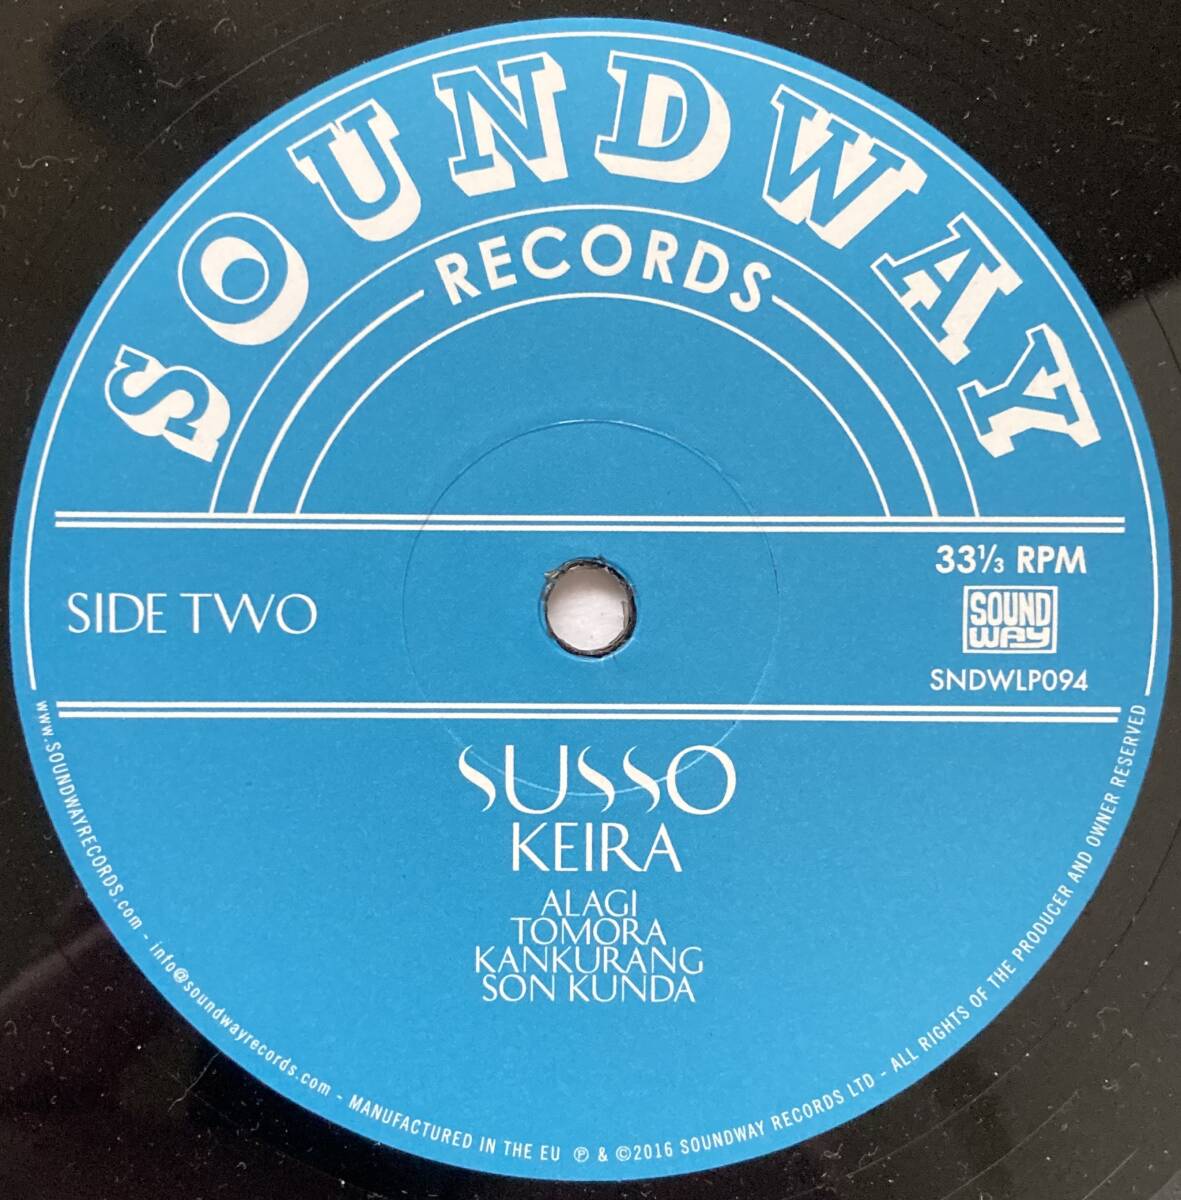 SOUNDWAY
RECORDS
SIDE TWO
33⅓ RPM
SOUND
WAY
SNDWLP094
SUSSO
KEIRA
ALAGI
TOMORA
KANKURANG
SON KUNDA
www.SOUNDWAYRECORDS.com - info@soundwayrecords.com - MANUFACTURED IN THE EU ℗ & ©2016 SOUNDWAY RECORDS LTD - ALL RIGHTS OF THE PRODUCER AND OWNER RESERVED